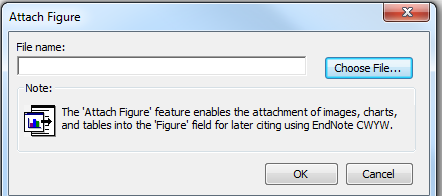 Attach Figure
File name:
Choose File...
Note:
The 'Attach Figure' feature enables the attachment of images, charts,
and tables into the 'Figure' field for later citing using EndNote CWYW.
OK
Cancel